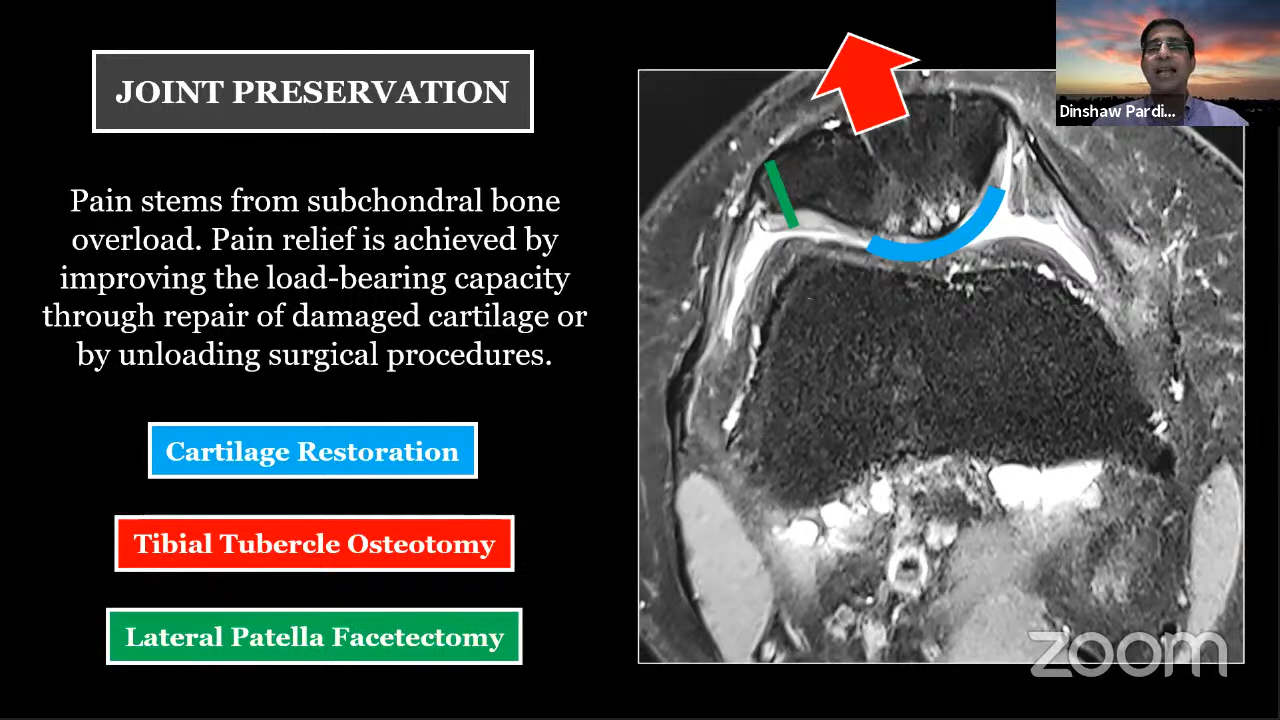 JOINT PRESERVATION
Pain stems from subchondral bone
overload. Pain relief is achieved by
improving the load-bearing capacity
through repair of damaged cartilage or
by unloading surgical procedures.
Cartilage Restoration
Tibial Tubercle Osteotomy
Lateral Patella Facetectomy
Dinshaw Pardi...
zoom